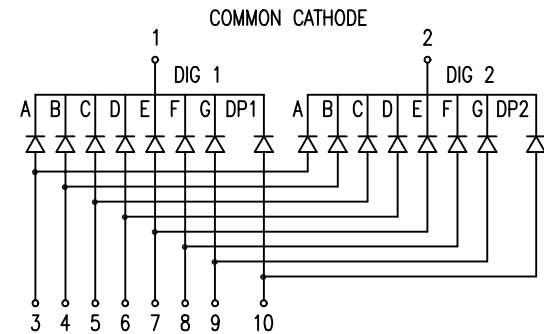 COMMON CATHODE
1 2
DIG 1 DIG 2
A B C D E F G DP1 A B C D E F G DP2
3 4 5 6 7 8 9 10